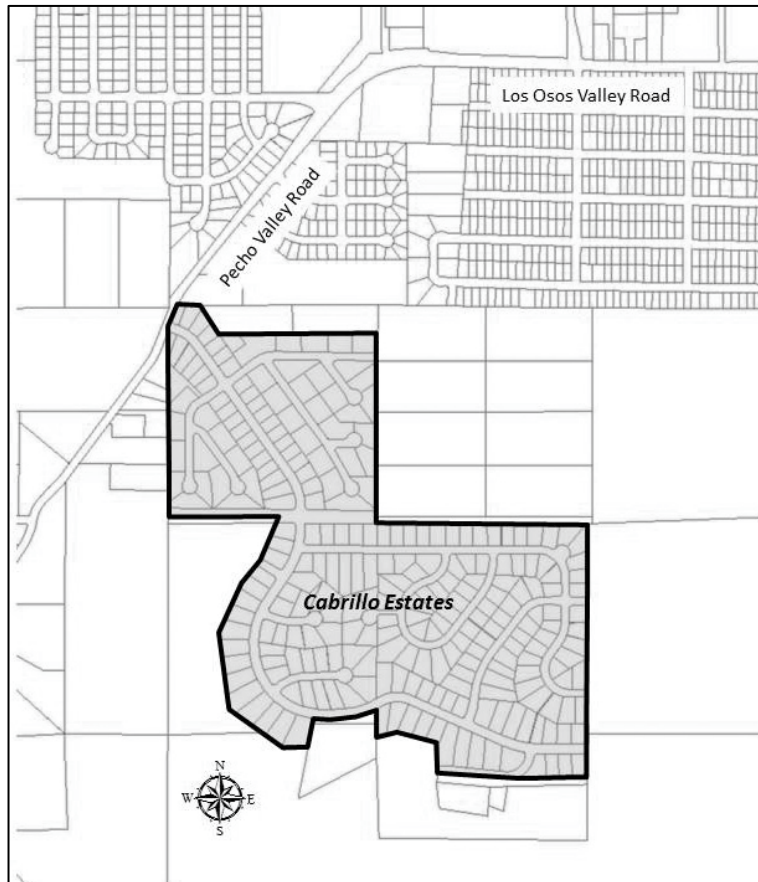 Los Osos Valley Road
Pecho Valley Road
Cabrillo Estates
N
W E
S